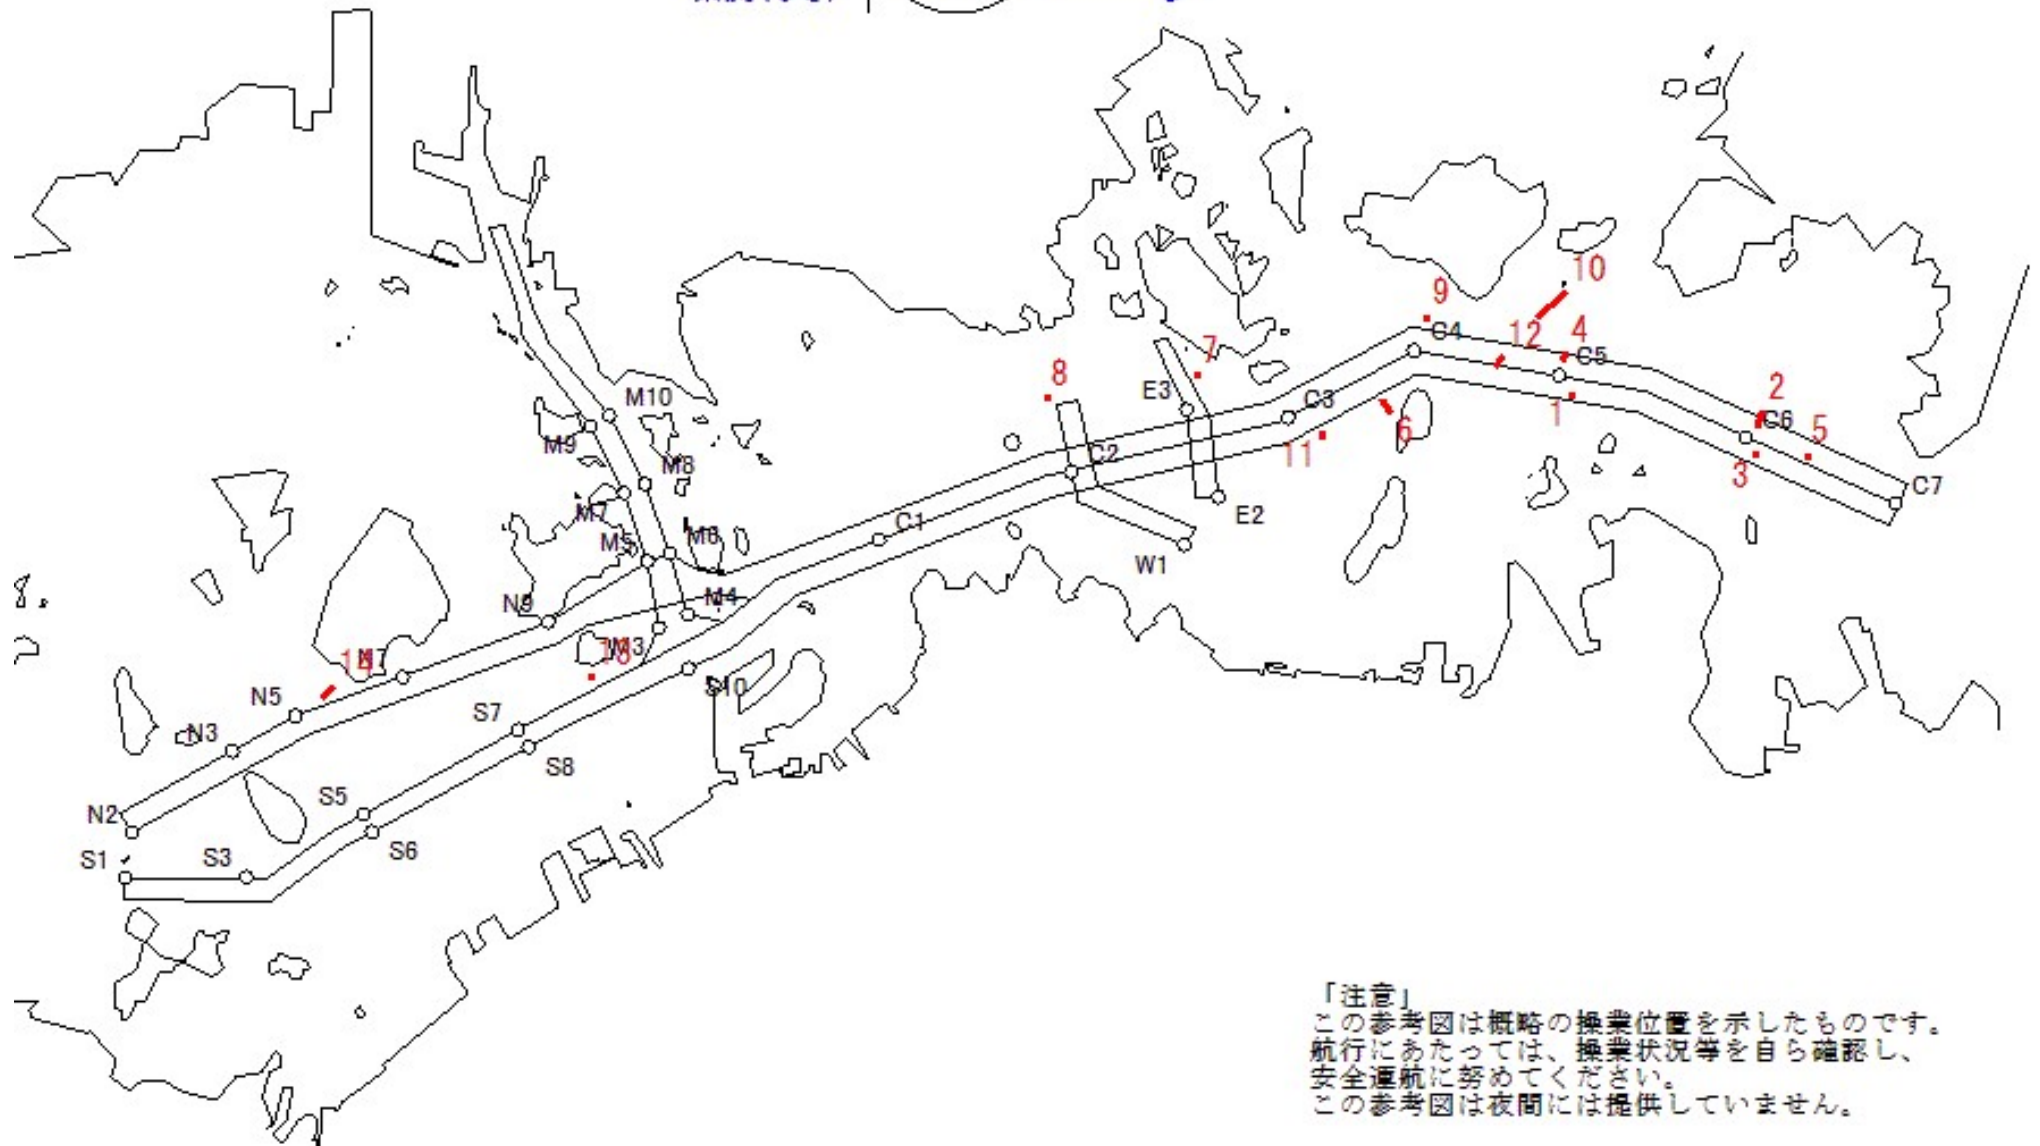 9
10
C4
12
4
C5
7
8
E3
C3
1
2
C6
5
6
11
3
C7
M10
M9
M8
C2
M7
E2
M5
M6
C1
W1
N9
M4
M3
N7
N5
S10
N3
S7
S8
S5
N2
S6
S1
S3
「注意」
この参考図は概略の操業位置を示したものです。
航行にあたっては、操業状況等を自ら確認し、
安全運航に努めてください。
この参考図は夜間には提供していません。